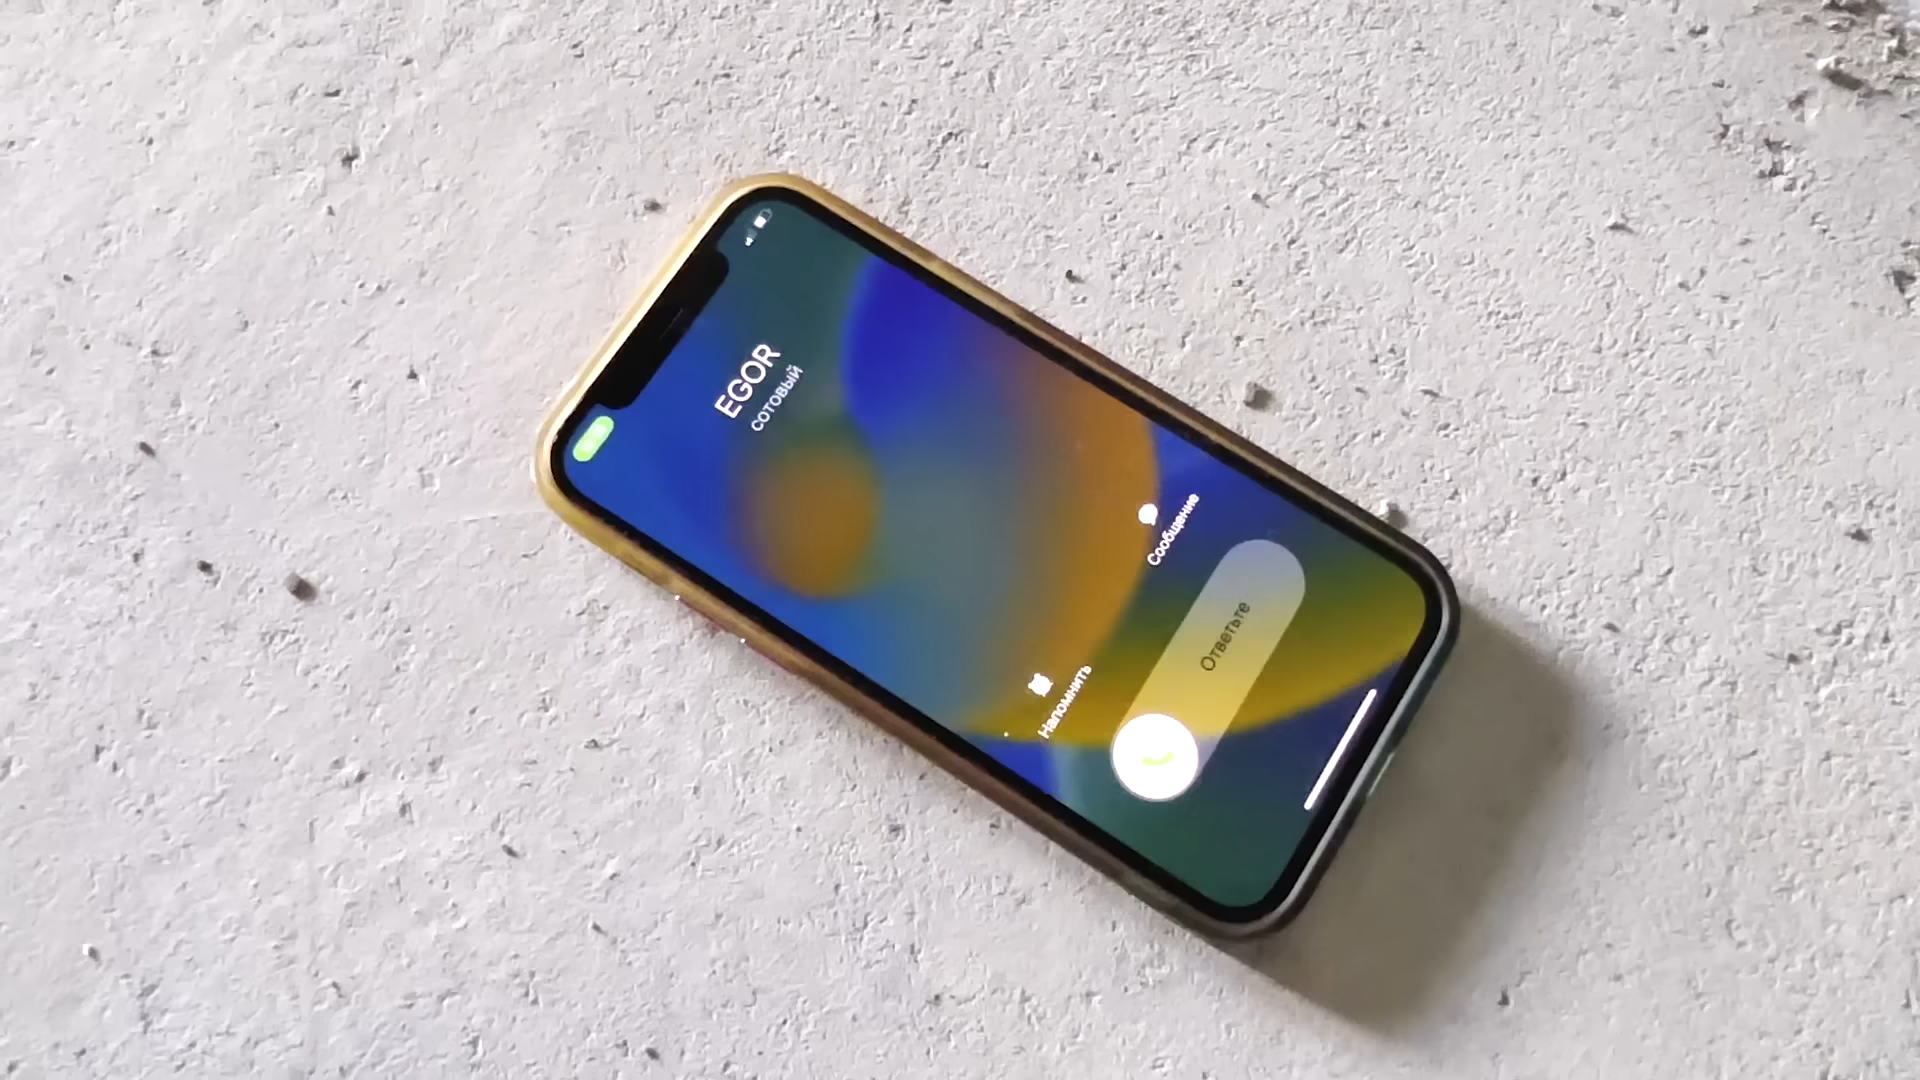 EGOR
сотовый
Напомнить
Сообщение
Ответьте